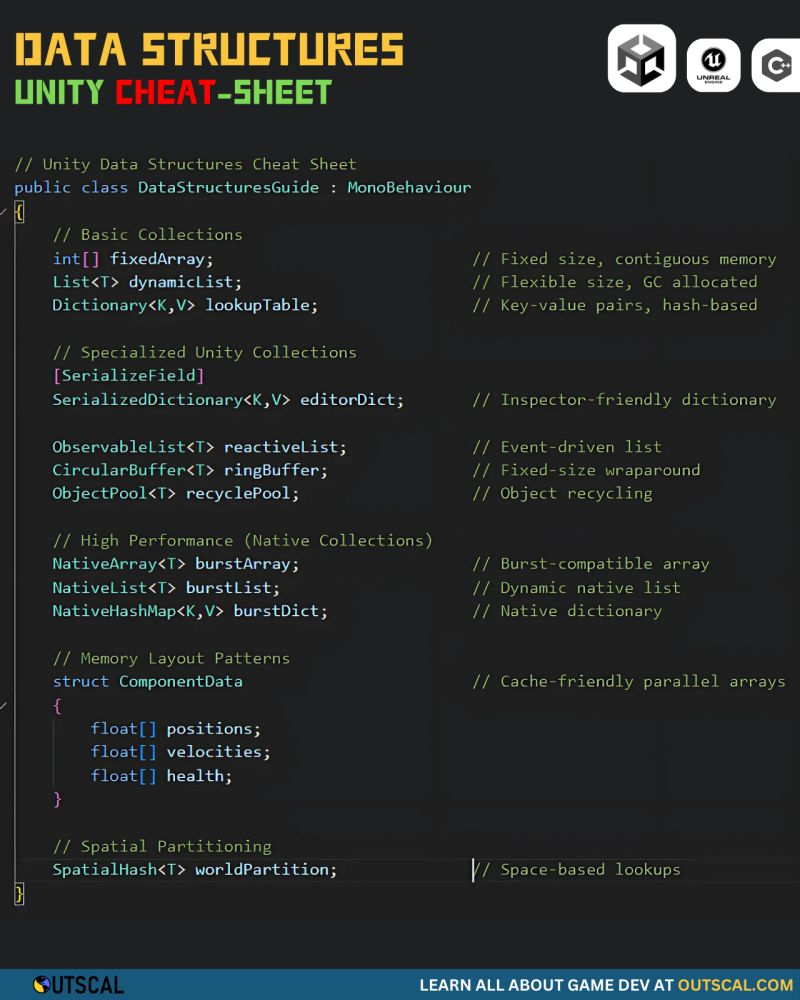 DATA STRUCTURES
UNITY CHEAT-SHEET
UNREAL
ENGINE
C++
// Unity Data Structures Cheat Sheet
public class DataStructuresGuide : MonoBehaviour
{
// Basic Collections
int[] fixedArray; // Fixed size, contiguous memory
List<T> dynamicList; // Flexible size, GC allocated
Dictionary<K,V> lookupTable; // Key-value pairs, hash-based
// Specialized Unity Collections
[SerializeField]
SerializedDictionary<K,V> editorDict; // Inspector-friendly dictionary
ObservableList<T> reactiveList; // Event-driven list
CircularBuffer<T> ringBuffer; // Fixed-size wraparound
ObjectPool<T> recyclePool; // Object recycling
// High Performance (Native Collections)
NativeArray<T> burstArray; // Burst-compatible array
NativeList<T> burstList; // Dynamic native list
NativeHashMap<K,V> burstDict; // Native dictionary
// Memory Layout Patterns
struct ComponentData // Cache-friendly parallel arrays
{
float[] positions;
float[] velocities;
float[] health;
}
// Spatial Partitioning
SpatialHash<T> worldPartition; // Space-based lookups
}
OUTSCAL
LEARN ALL ABOUT GAME DEV AT OUTSCAL.COM